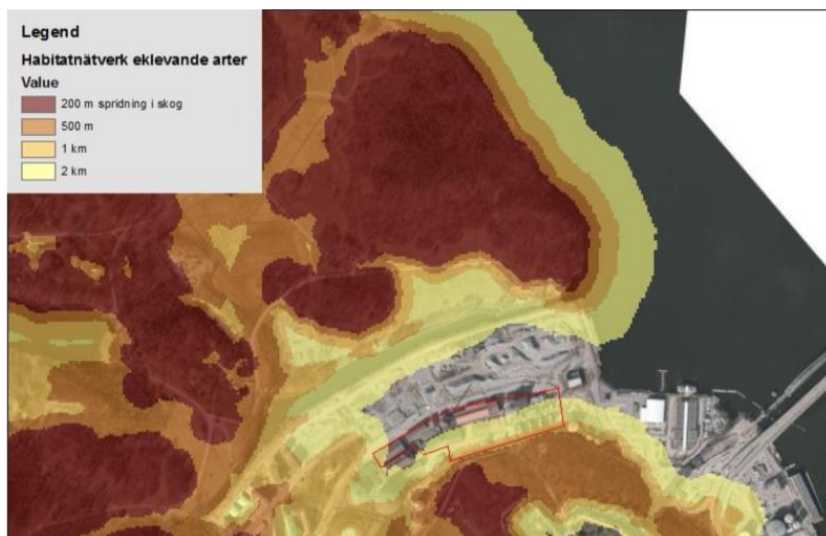 Legend
Habitatnätverk eklevande arter
Value
200 m spridning i skog
500 m
1 km
2 km